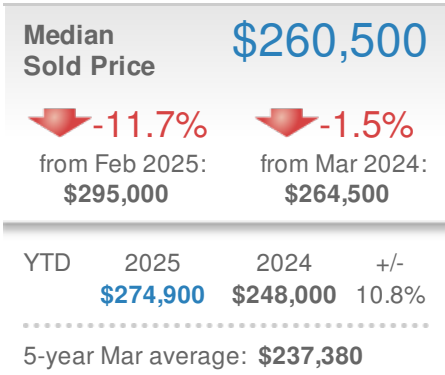 Median $260,500
Sold Price
-11.7% -1.5%
from Feb 2025: from Mar 2024:
$295,000 $264,500
YTD 2025 2024 +/-
$274,900 $248,000 10.8%
5-year Mar average: $237,380